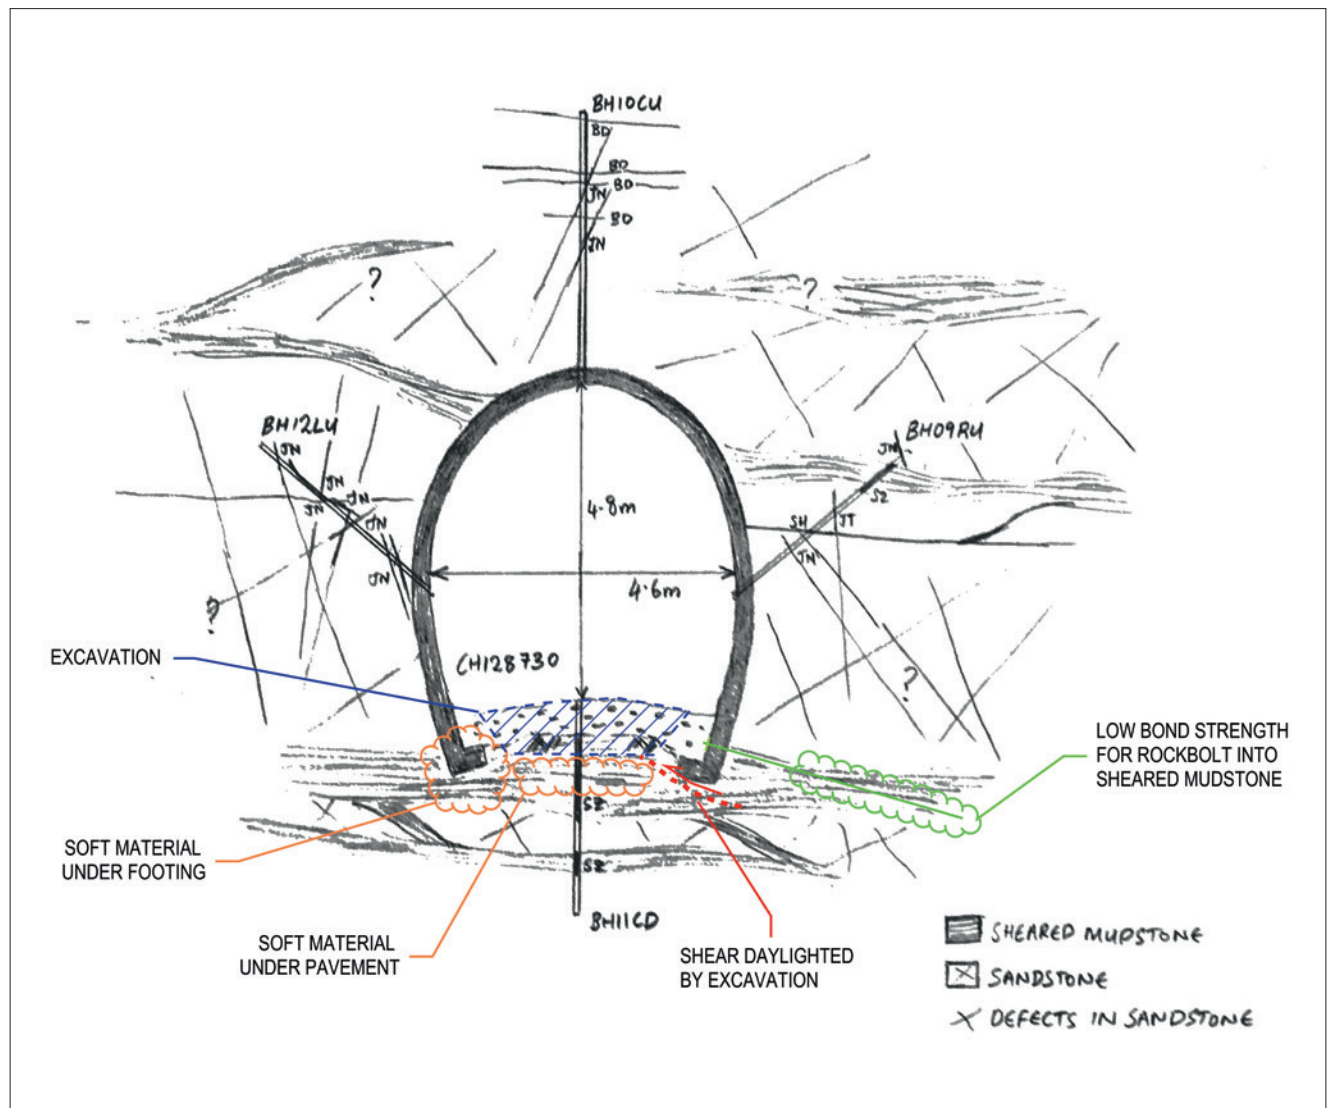 BH10CU
BD
BD
BD
JN
BD
JN
?
?
BH12LU
JN
JN
JN
JN
JN
JN
BH09RU
JN
SZ
JT
SH
JN
4.8m
4.6m
?
?
EXCAVATION
CH128730
LOW BOND STRENGTH
FOR ROCKBOLT INTO
SHEARED MUDSTONE
SZ
SOFT MATERIAL
UNDER FOOTING
SZ
BH11CD
SOFT MATERIAL
UNDER PAVEMENT
SHEAR DAYLIGHTED
BY EXCAVATION
SHEARED MUDSTONE
SANDSTONE
DEFECTS IN SANDSTONE